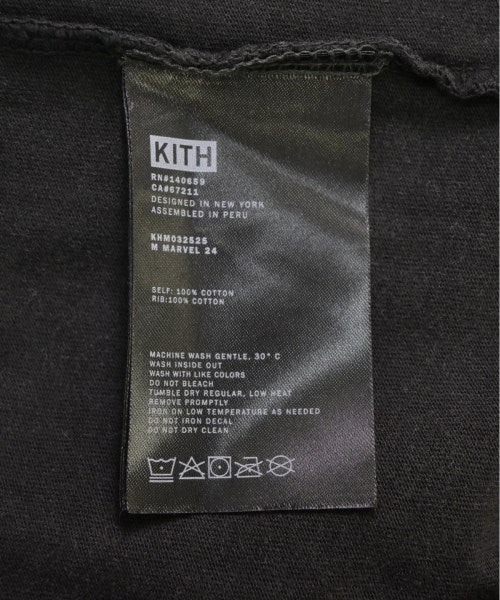 KITH
RN#140659
CA#67211
DESIGNED IN NEW YORK
ASSEMBLED IN PERU
KHM032525
M MARVEL 24
SELF: 100% COTTON
RIB:100% COTTON
MACHINE WASH GENTLE, 30° C
WASH INSIDE OUT
WASH WITH LIKE COLORS
DO NOT BLEACH
TUMBLE DRY REGULAR, LOW HEAT
REMOVE PROMPTLY
IRON ON LOW TEMPERATURE AS NEEDED
DO NOT IRON DECAL
DO NOT DRY CLEAN